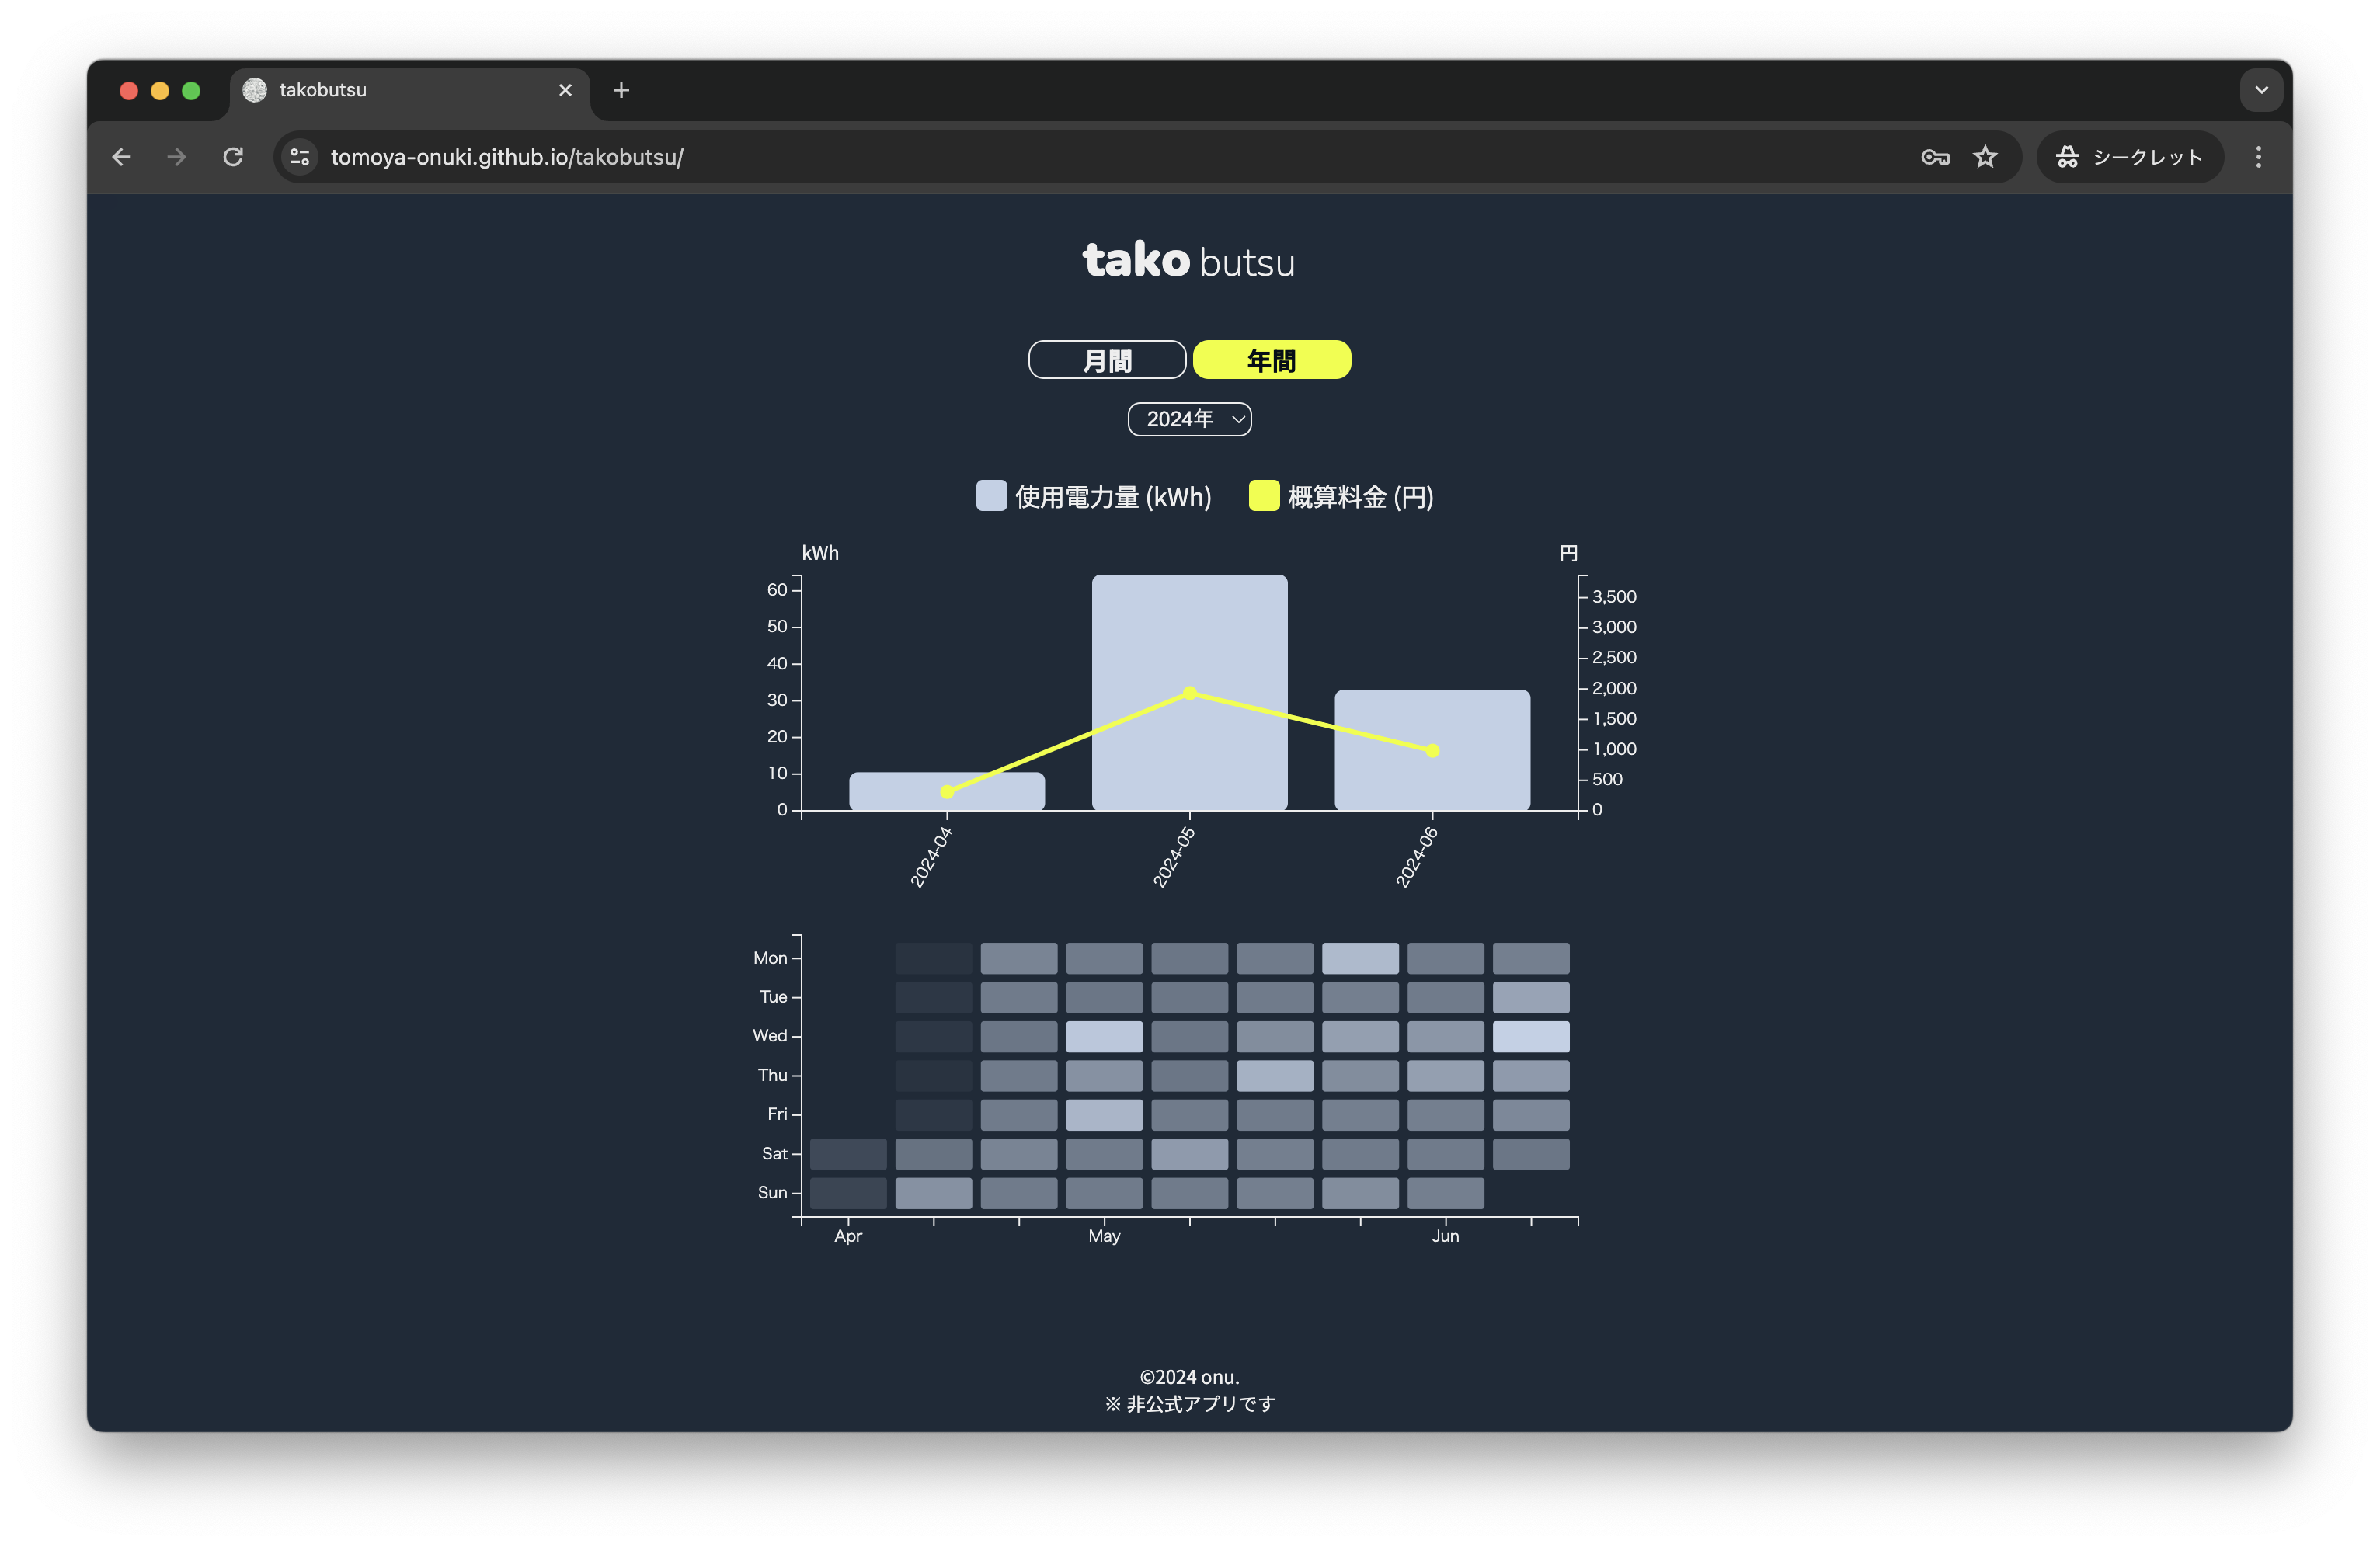 takobutsu
tomoya-onuki.github.io/takobutsu/
シークレット
tako butsu
月間 年間
2024年
使用電力量 (kWh) 概算料金 (円)
kWh 円
60
50
40
30
20
10
0
3,500
3,000
2,500
2,000
1,500
1,000
500
0
2024-04 2024-05 2024-06
Mon
Tue
Wed
Thu
Fri
Sat
Sun
Apr May Jun
©2024 onu.
※ 非公式アプリです